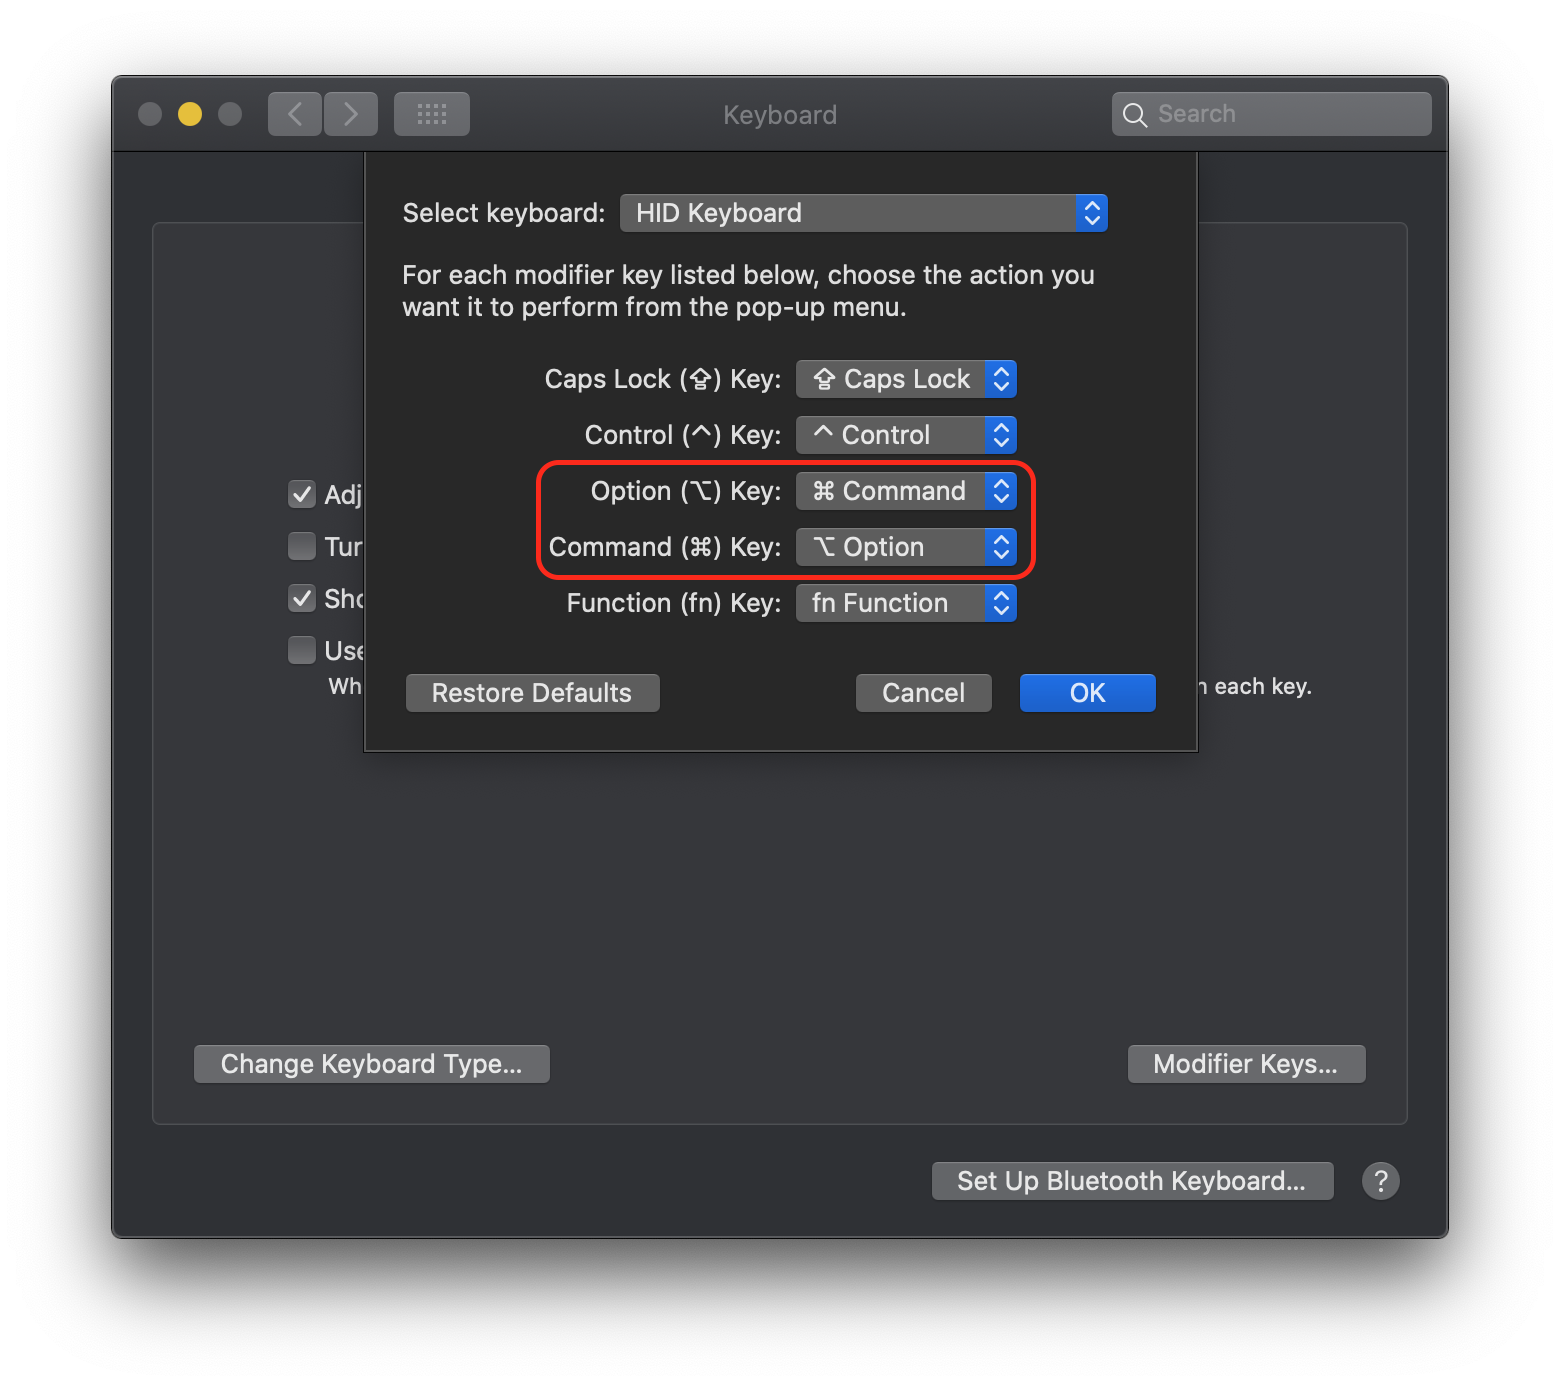 Keyboard
Search
Select keyboard: HID Keyboard
For each modifier key listed below, choose the action you
want it to perform from the pop-up menu.
Caps Lock (⇪) Key: ⇪ Caps Lock
Control (^) Key: ^ Control
Option (⌥) Key: ⌘ Command
Command (⌘) Key: ⌥ Option
Function (fn) Key: fn Function
Adj
Tur
Sho
Use
Wh
n each key.
Restore Defaults
Cancel
OK
Change Keyboard Type...
Modifier Keys...
Set Up Bluetooth Keyboard...
?